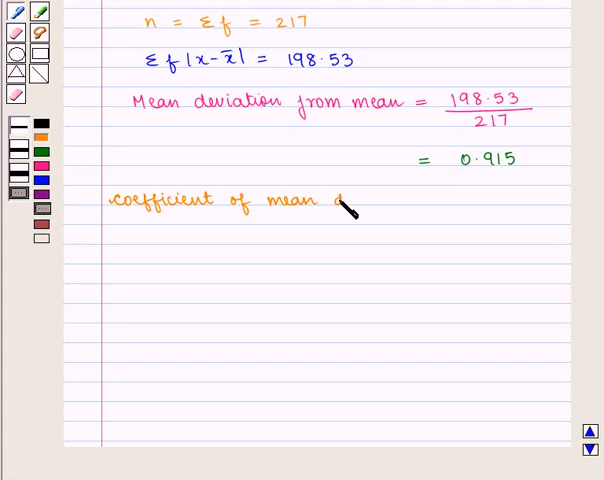 n = Σf = 217
Σf|x-x̄| = 198.53
Mean deviation from mean = 198.53
217
= 0.915
coefficient of mean d